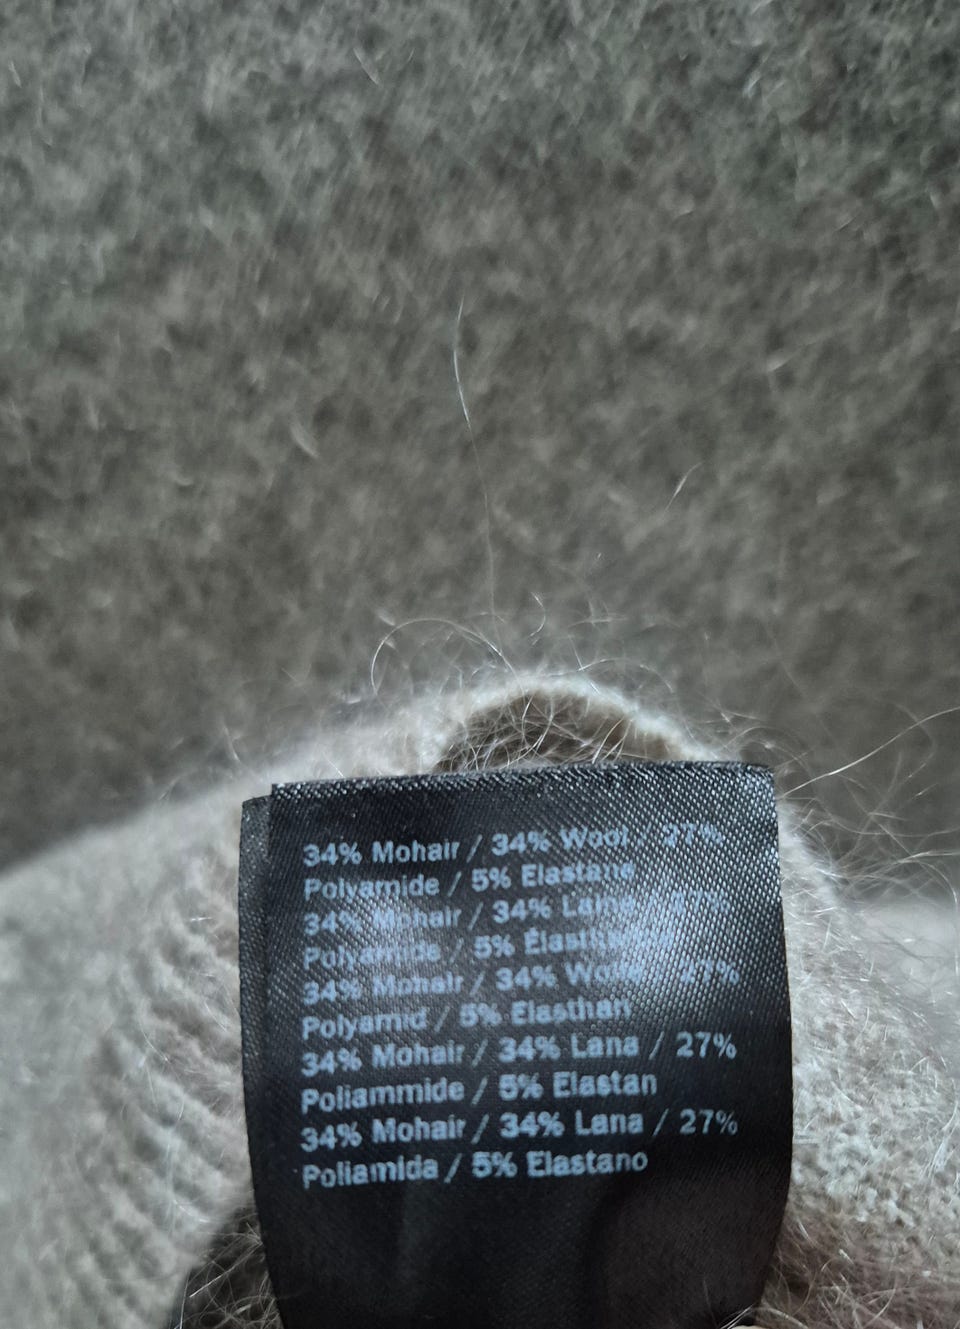 34% Mohair / 34% Wool / 27%
Polyamide / 5% Elastane
34% Mohair / 34% Laine / 27%
Polyamide / 5% Élasthanne
34% Mohair / 34% Wolle / 27%
Polyamid / 5% Elasthan
34% Mohair / 34% Lana / 27%
Poliammide / 5% Elastan
34% Mohair / 34% Lana / 27%
Poliamida / 5% Elastano